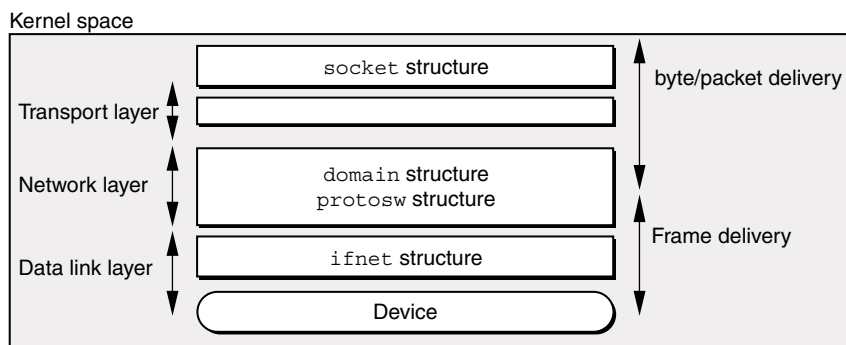 Kernel space
socket structure
byte/packet delivery
Transport layer
domain structure
Network layer
protosw structure
Frame delivery
ifnet structure
Data link layer
Device